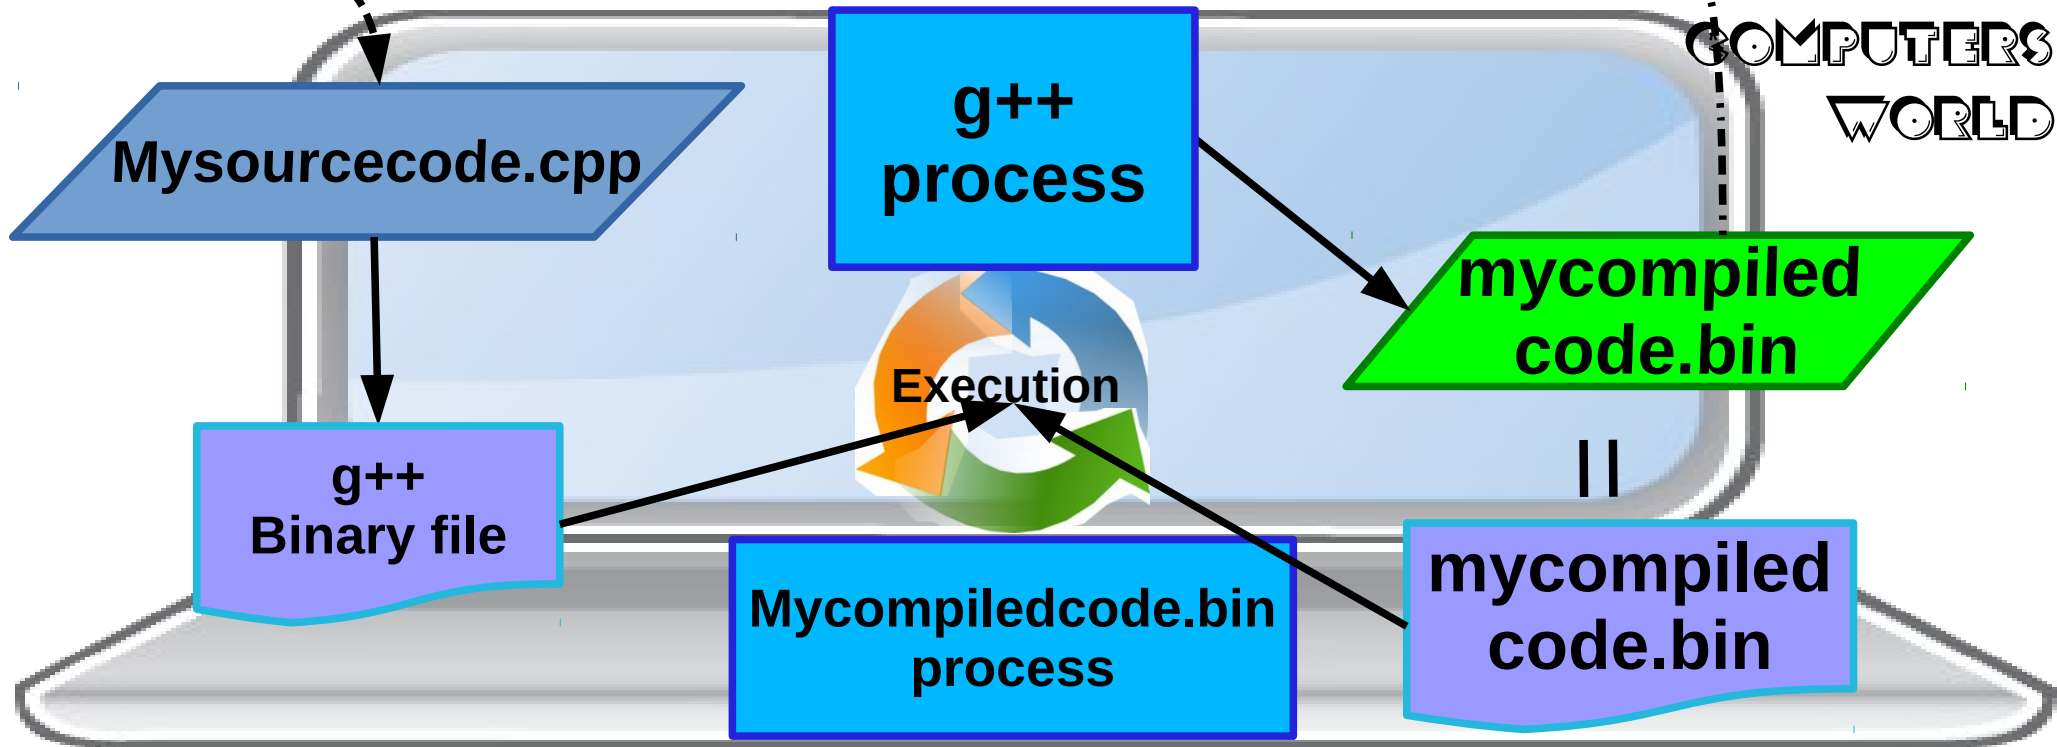 COMPUTERS
WORLD
Mysourcecode.cpp
g++
process
mycompiled
code.bin
Execution
g++
Binary file
Mycompiledcode.bin
process
mycompiled
code.bin